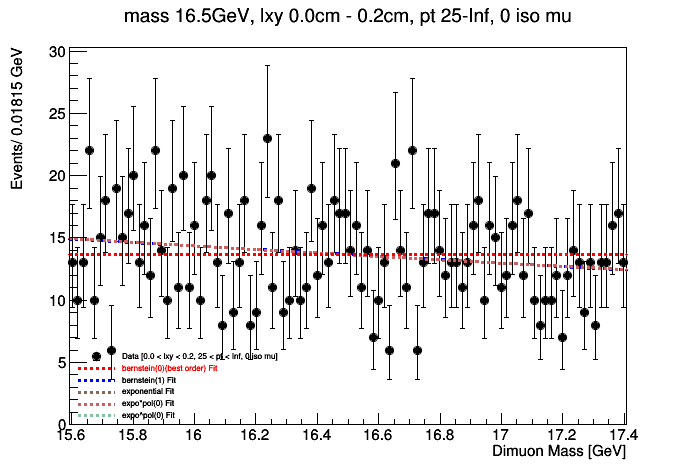 mass 16.5GeV, lxy 0.0cm - 0.2cm, pt 25-Inf, 0 iso mu
Events/ 0.01815 GeV
30
25
20
15
10
5
0
Data [0.0 < lxy < 0.2, 25 < pt < Inf, 0 iso mu]
bernstein(0)(best order) Fit
bernstein(1) Fit
exponential Fit
expo*pol(0) Fit
expo^pol(0) Fit
15.6 15.8 16 16.2 16.4 16.6 16.8 17 17.2 17.4
Dimuon Mass [GeV]